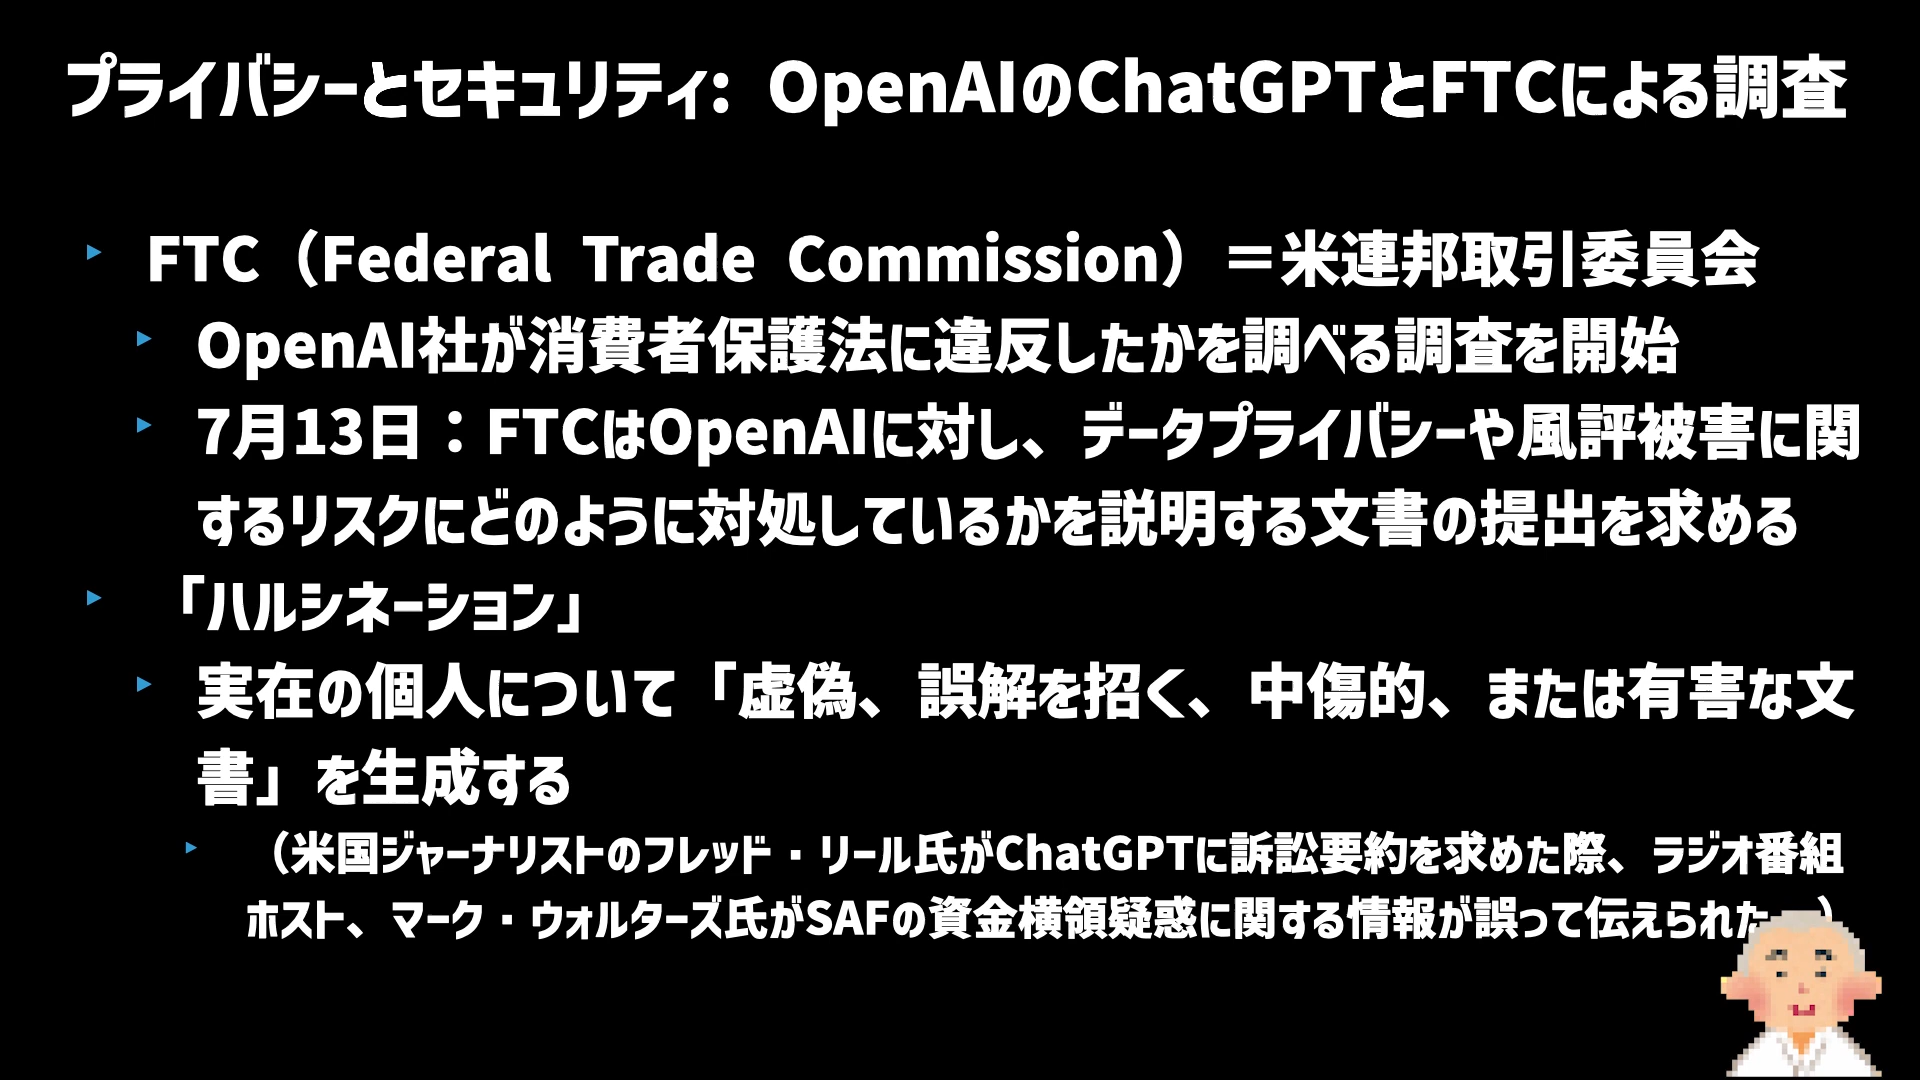 プライバシーとセキュリティ: OpenAIのChatGPTとFTCによる調査
FTC（Federal Trade Commission）＝米連邦取引委員会
OpenAI社が消費者保護法に違反したかを調べる調査を開始
7月13日：FTCはOpenAIに対し、データプライバシーや風評被害に関
するリスクにどのように対処しているかを説明する文書の提出を求める
「ハルシネーション」
実在の個人について「虚偽、誤解を招く、中傷的、または有害な文
書」を生成する
（米国ジャーナリストのフレッド・リール氏がChatGPTに訴訟要約を求めた際、ラジオ番組
ホスト、マーク・ウォルターズ氏がSAFの資金横領疑惑に関する情報が誤って伝えられた。）